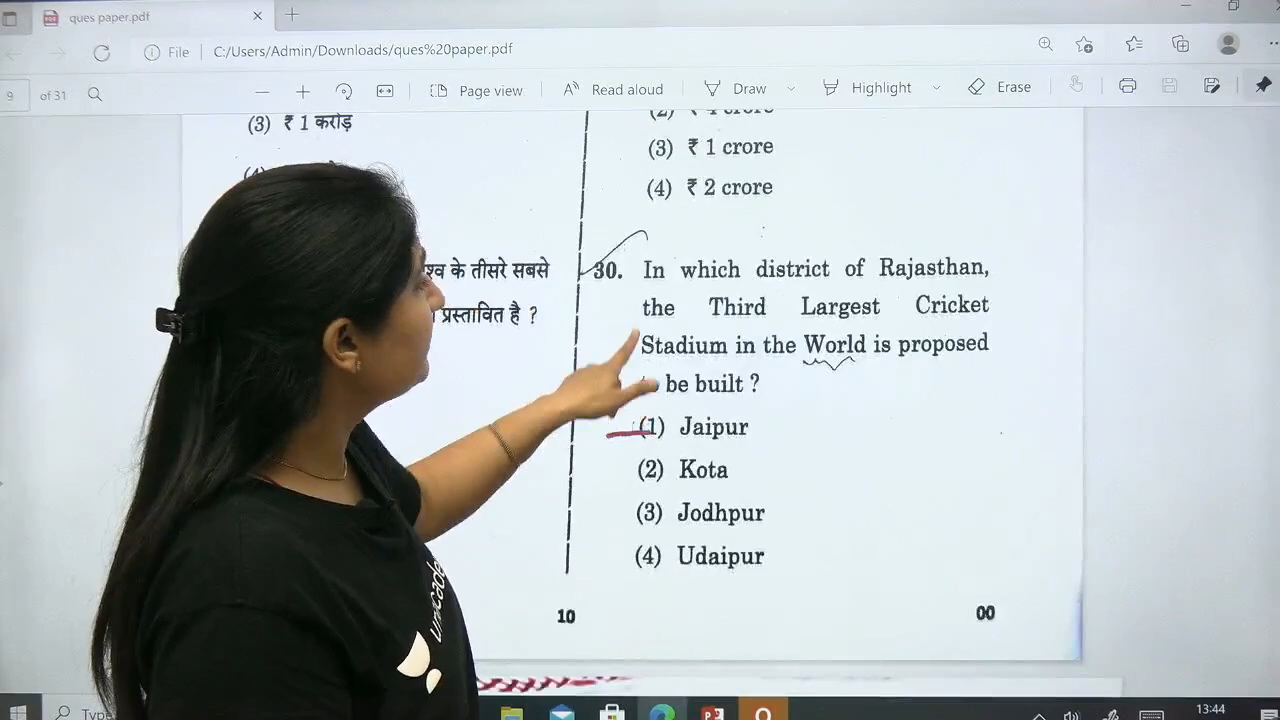 ques paper.pdf
File
C:/Users/Admin/Downloads/ques%20paper.pdf
9
of 31
Page view
Read aloud
Draw
Highlight
Erase
(3) ₹ 1 करोड़
(3) ₹ 1 crore
(4) ₹ 2 crore
के तीसरे सबसे
प्रस्तावित है ?
30. In which district of Rajasthan,
the Third Largest Cricket
Stadium in the World is proposed
be built ?
(1) Jaipur
(2) Kota
(3) Jodhpur
(4) Udaipur
10
00
13:44